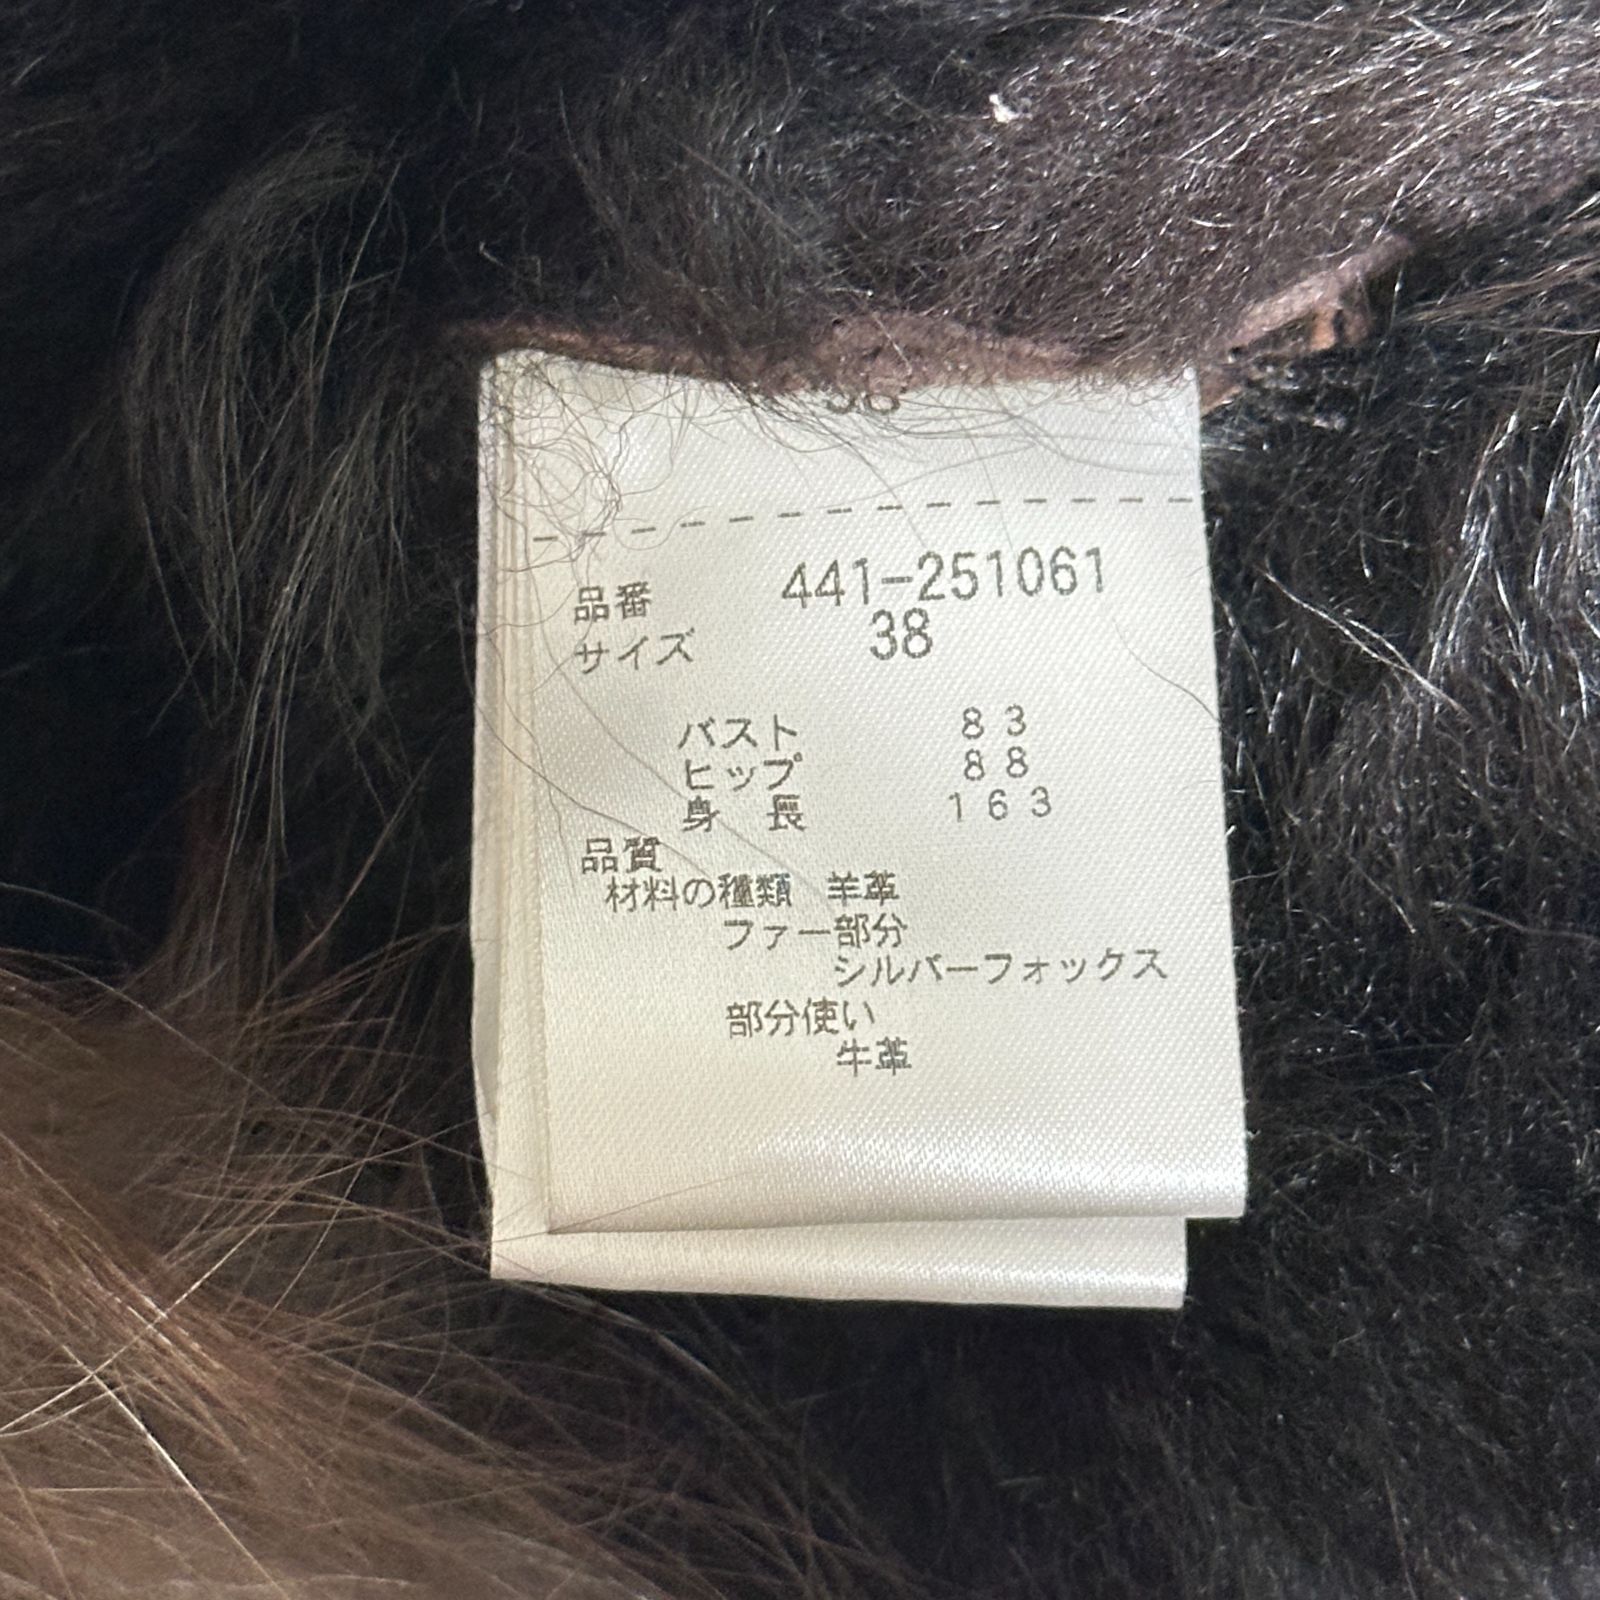 38
品番 441-251061
サイズ 38
バスト 83
ヒップ 88
身長 163
品質
材料の種類 羊革
ファー部分
シルバーフォックス
部分使い
牛革